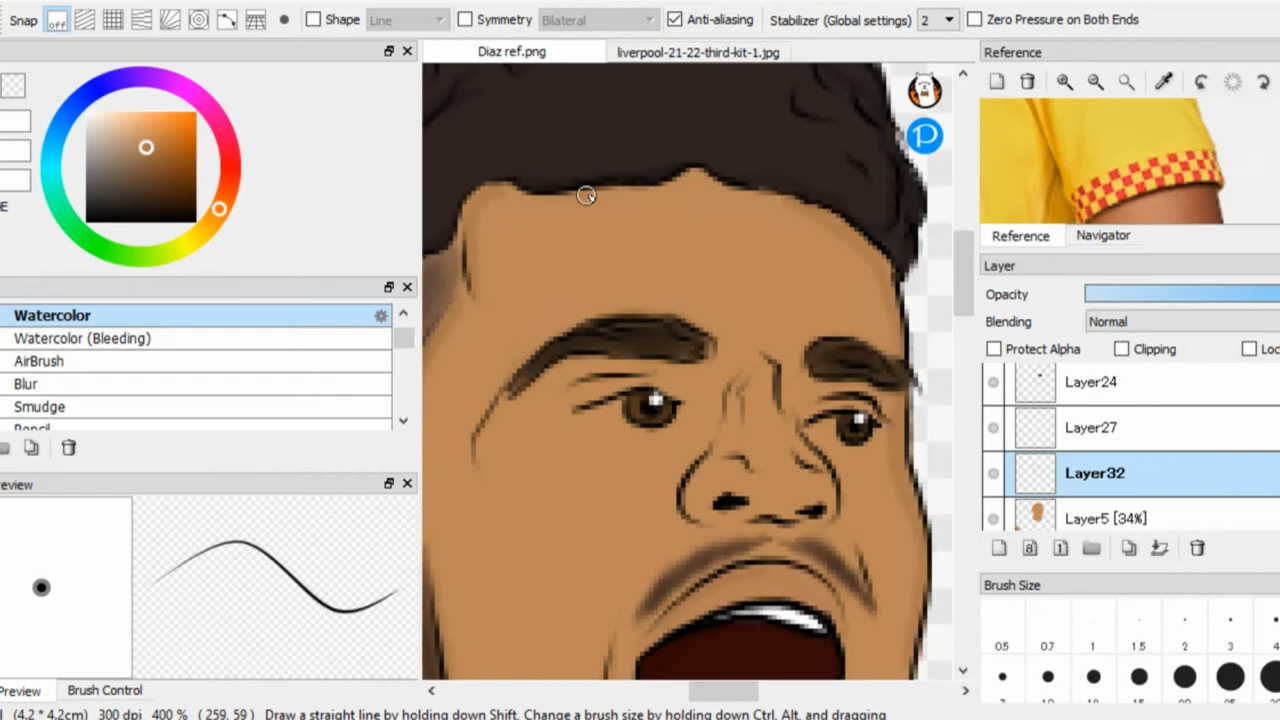 Snap off Shape Line Symmetry Bilateral Anti-aliasing Stabilizer (Global settings) 2 Zero Pressure on Both Ends
Diaz ref.png
liverpool-21-22-third-kit-1.jpg
Reference
Reference
Navigator
Layer
Opacity
Blending
Normal
Protect Alpha
Clipping
Layer24
Layer27
Layer32
Layer5 [34%]
Brush Size
0.5 0.7 1 1.5 2 3
Watercolor
Watercolor (Bleeding)
AirBrush
Blur
Smudge
Pencil
Preview
Brush Control
(4.2 * 4.2cm) 300 dpi 400 % ( 259, 59 ) Draw a straight line by holding down Shift, Change a brush size by holding down Ctrl, Alt, and dragging